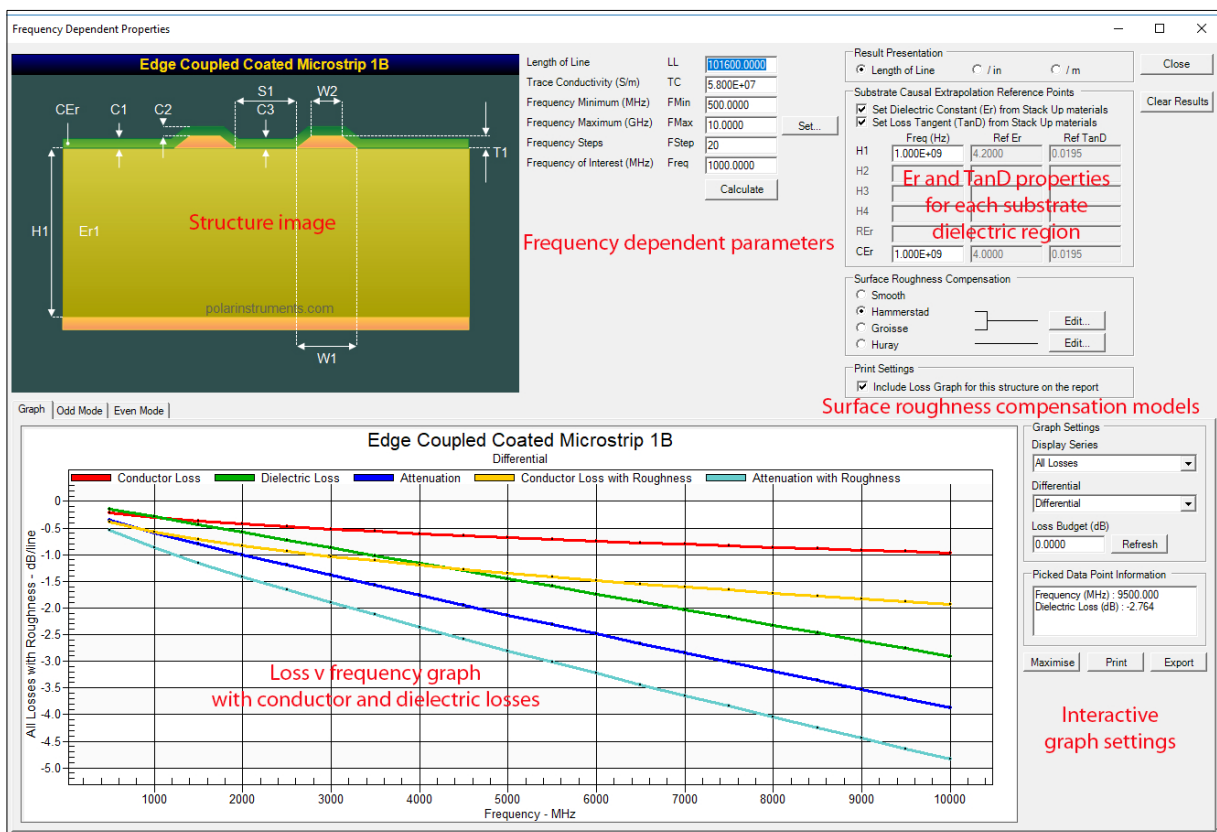 Frequency Dependent Properties
Edge Coupled Coated Microstrip 1B
CEr
C1
C2
S1
C3
W2
T1
H1
Er1
Structure image
polarinstruments.com
W1
Length of Line LL 101600.0000
Trace Conductivity (S/m) TC 5.800E+07
Frequency Minimum (MHz) FMin 500.0000
Frequency Maximum (GHz) FMax 10.0000 Set...
Frequency Steps FStep 20
Frequency of Interest (MHz) Freq 1000.0000
Calculate
Frequency dependent parameters
Result Presentation
Length of Line / in / m
Close
Clear Results
Substrate Causal Extrapolation Reference Points
Set Dielectric Constant (Er) from Stack Up materials
Set Loss Tangent (TanD) from Stack Up materials
Freq (Hz) Ref Er Ref TanD
H1 1.000E+09 4.2000 0.0195
H2
H3
H4
REr
CEr 1.000E+09 4.0000 0.0195
Er and TanD properties
for each substrate
dielectric region
Surface Roughness Compensation
Smooth
Hammerstad
Groisse
Huray
Edit...
Edit...
Print Settings
Include Loss Graph for this structure on the report
Surface roughness compensation models
Graph Odd Mode Even Mode
Edge Coupled Coated Microstrip 1B
Differential
Conductor Loss Dielectric Loss Attenuation Conductor Loss with Roughness Attenuation with Roughness
All Losses with Roughness - dB/line
0
-0.5
-1.0
-1.5
-2.0
-2.5
-3.0
-3.5
-4.0
-4.5
-5.0
Loss v frequency graph
with conductor and dielectric losses
1000 2000 3000 4000 5000 6000 7000 8000 9000 10000
Frequency - MHz
Graph Settings
Display Series
All Losses
Differential
Differential
Loss Budget (dB)
0.0000 Refresh
Picked Data Point Information
Frequency (MHz) : 9500.000
Dielectric Loss (dB) : -2.764
Maximise Print Export
Interactive
graph settings